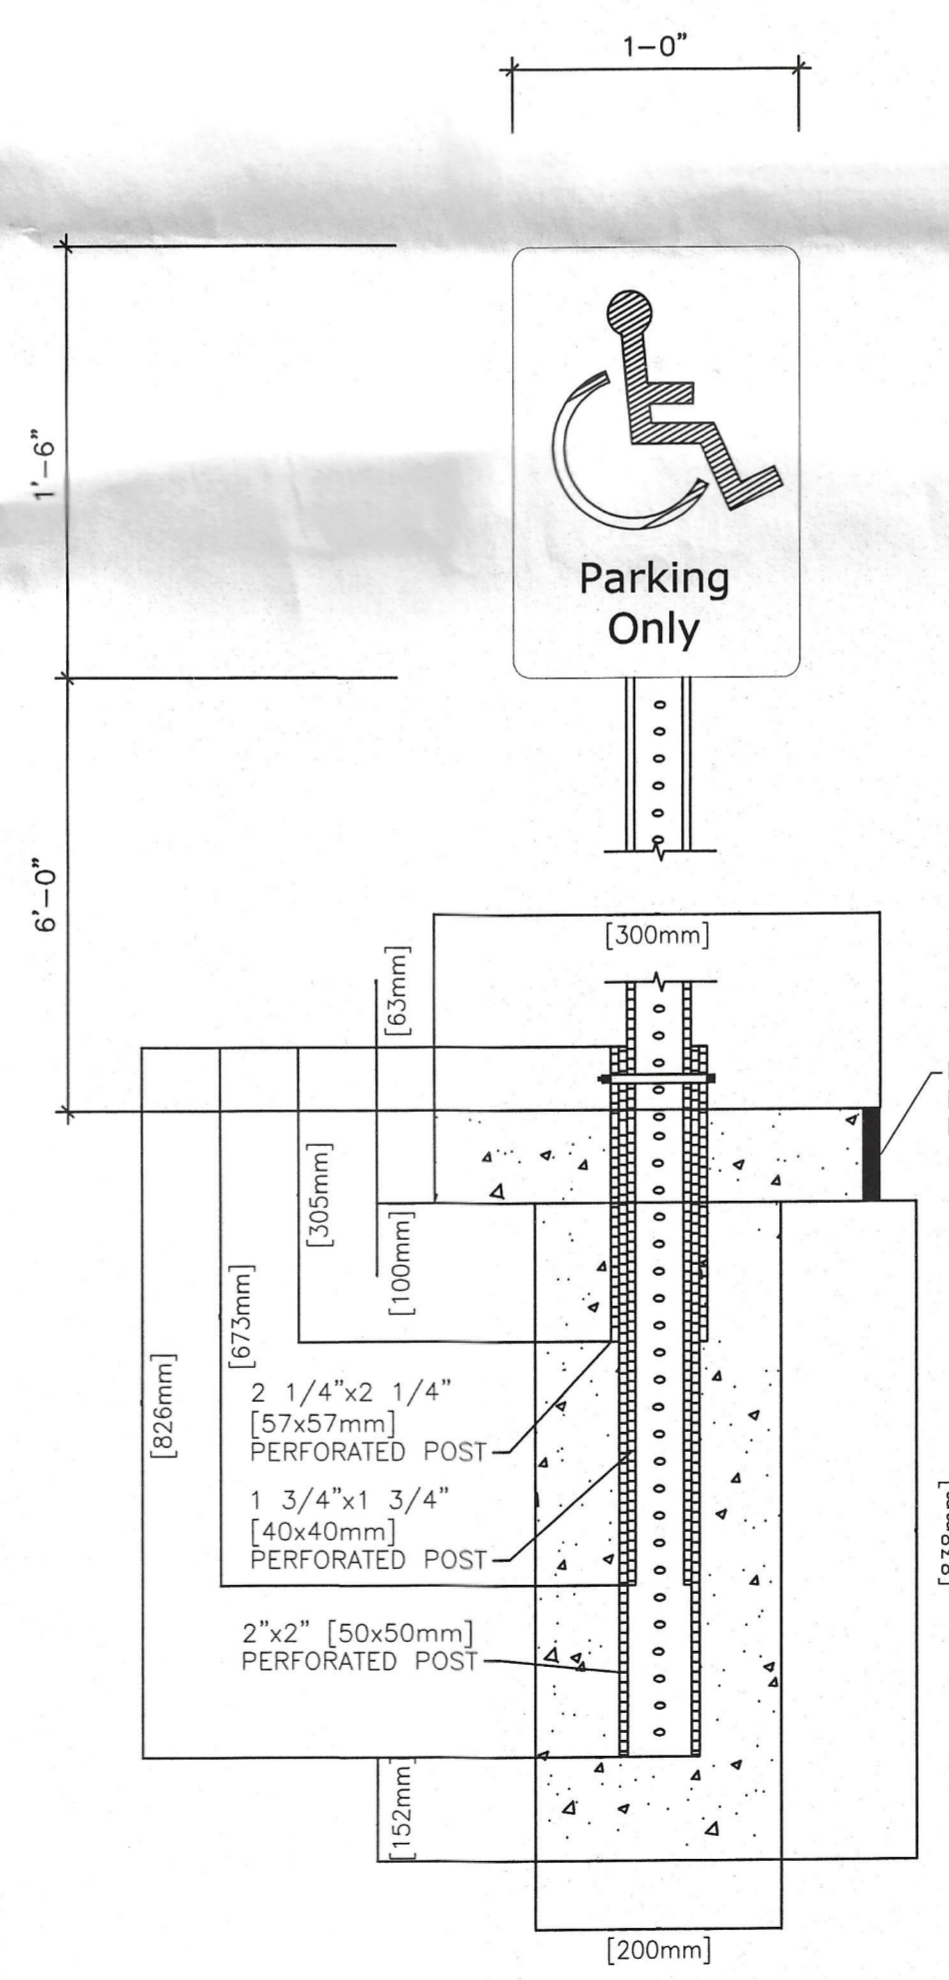 1-0"
1'-6"
Parking
Only
6'-0"
[300mm]
[63mm]
[305mm]
[100mm]
[673mm]
[826mm]
2 1/4"x2 1/4"
[57x57mm]
PERFORATED POST
1 3/4"x1 3/4"
[40x40mm]
PERFORATED POST
2"x2" [50x50mm]
PERFORATED POST
[152mm]
[200mm]